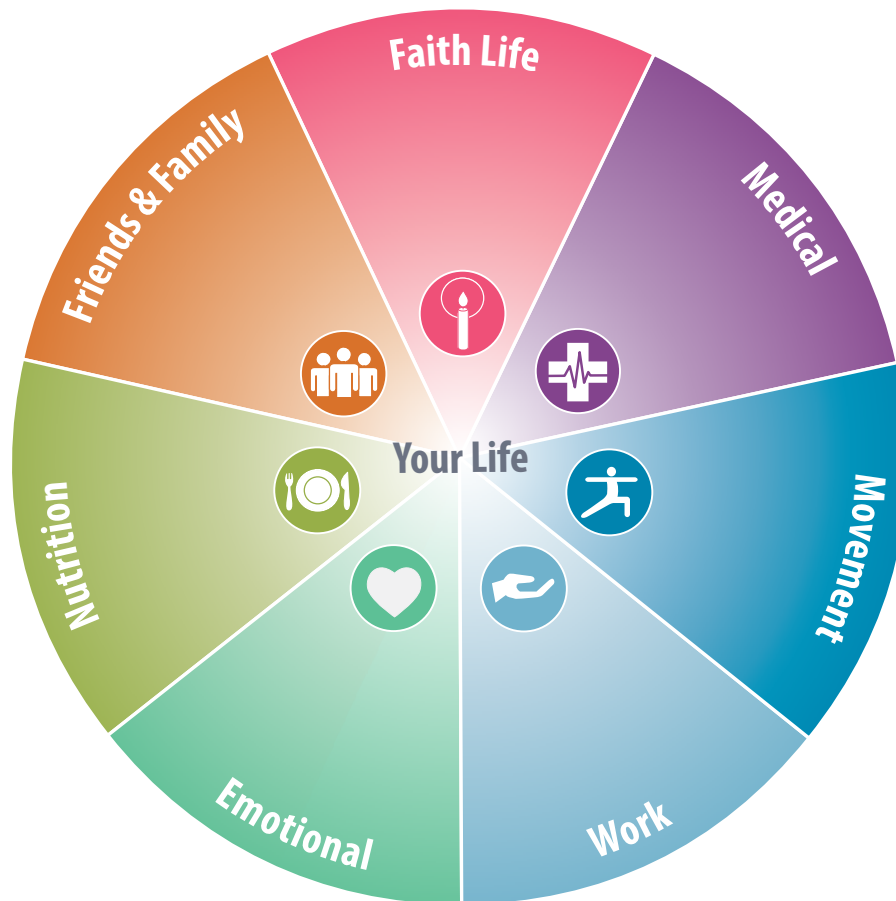 Faith Life
Medical
Movement
Work
Emotional
Nutrition
Friends & Family
Your Life